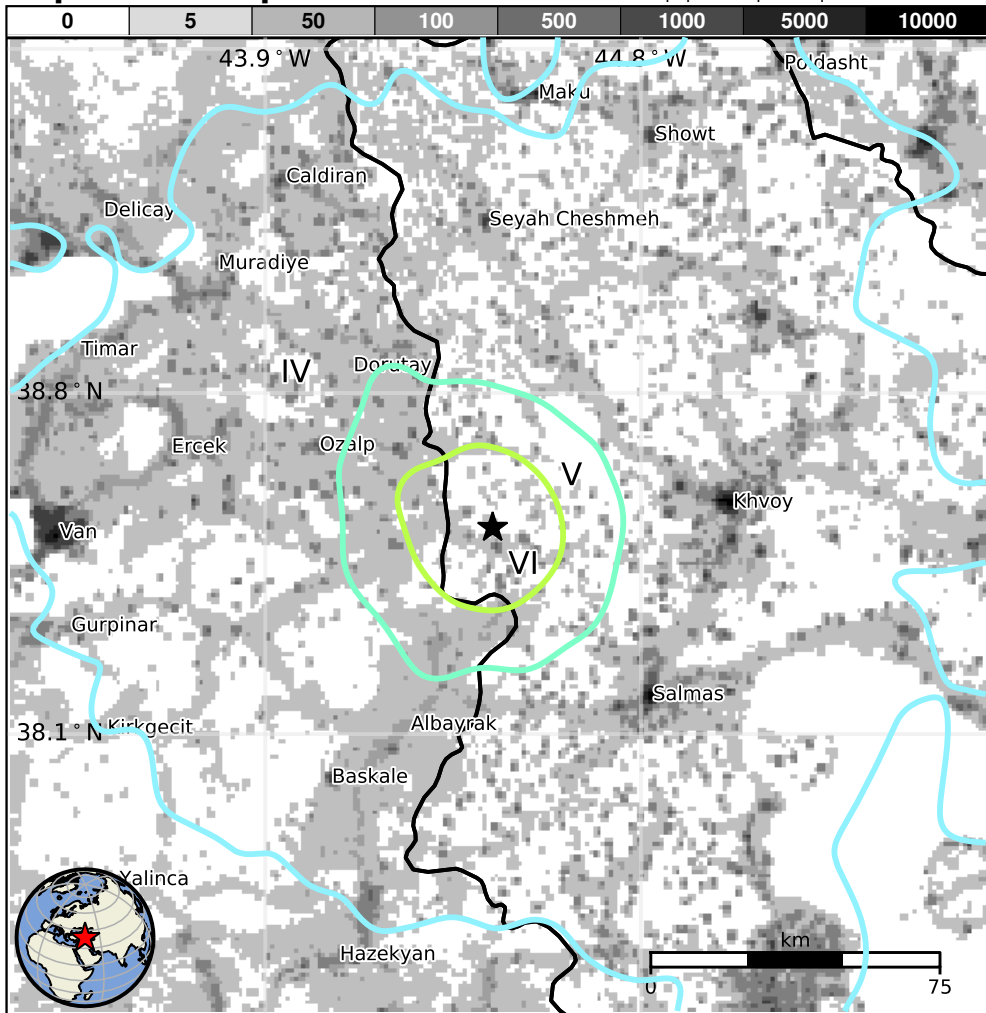 0 5 50 100 500 1000 5000 10000
43.9°W 44.8°W
Poldasht
Maku
Showt
Caldiran
Delicay
Seyah Cheshmeh
Muradiye
Timar
IV
Dorutay
38.8°N
Ercek
Ozalp
V
Khvoy
Van
VI
Gurpinar
Salmas
38.1°N
Kirkgecit
Albayrak
Baskale
Yalinca
Hazekyan
km
0 75